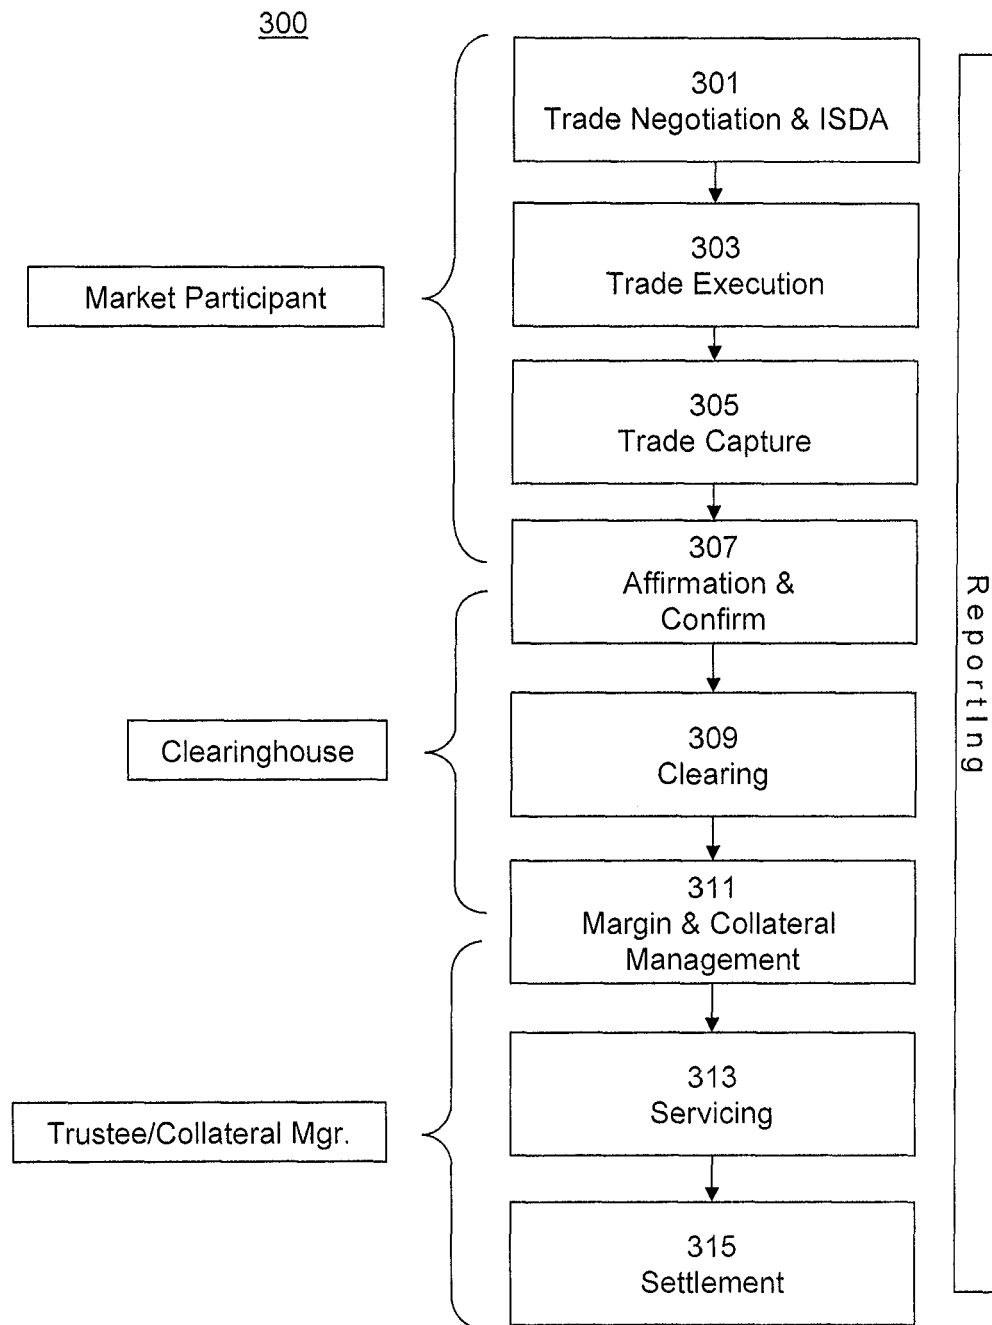 300
301
Trade Negotiation & ISDA
303
Trade Execution
Market Participant
305
Trade Capture
307
Affirmation &
Confirm
Clearinghouse
309
Clearing
311
Margin & Collateral
Management
313
Servicing
Trustee/Collateral Mgr.
315
Settlement
ReportIng